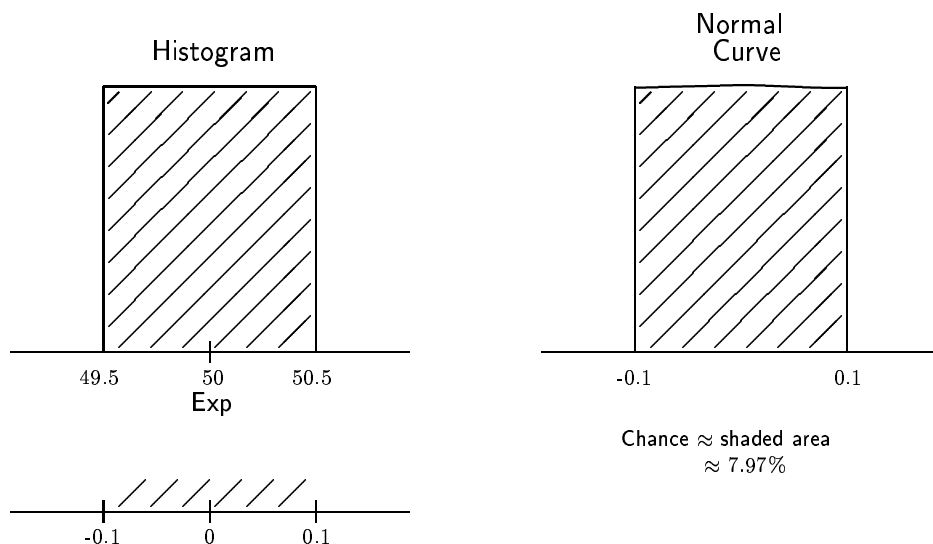 Histogram
49.5 50 50.5
Exp
-0.1 0 0.1
Normal
Curve
-0.1 0.1
Chance ≈ shaded area
≈ 7.97%